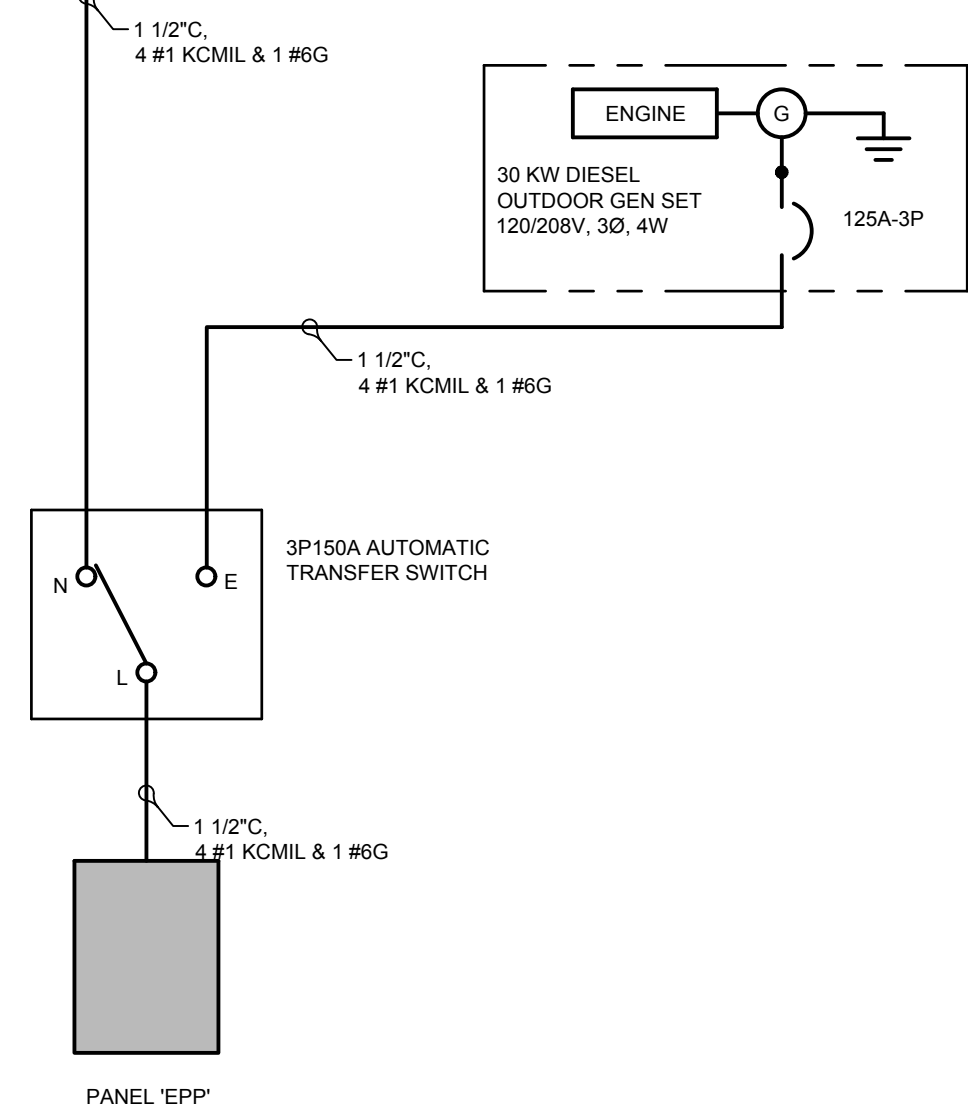 1 1/2"C,
4 #1 KCMIL & 1 #6G
ENGINE
G
30 KW DIESEL
OUTDOOR GEN SET
120/208V, 3Ø, 4W
125A-3P
1 1/2"C,
4 #1 KCMIL & 1 #6G
3P150A AUTOMATIC
TRANSFER SWITCH
N
E
L
1 1/2"C,
4 #1 KCMIL & 1 #6G
PANEL 'EPP'